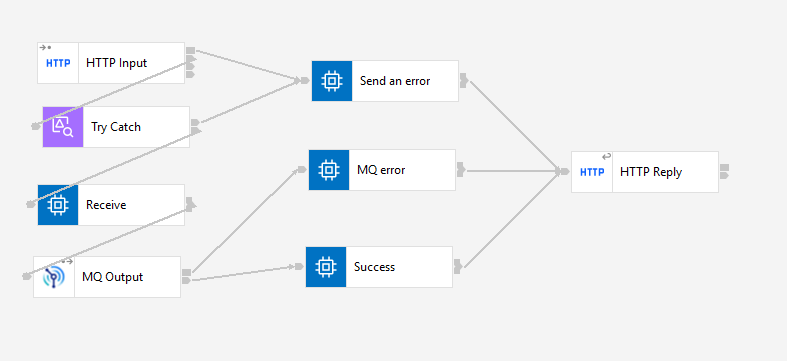 HTTP HTTP Input
Send an error
Try Catch
MQ error
HTTP HTTP Reply
Receive
MQ Output
Success